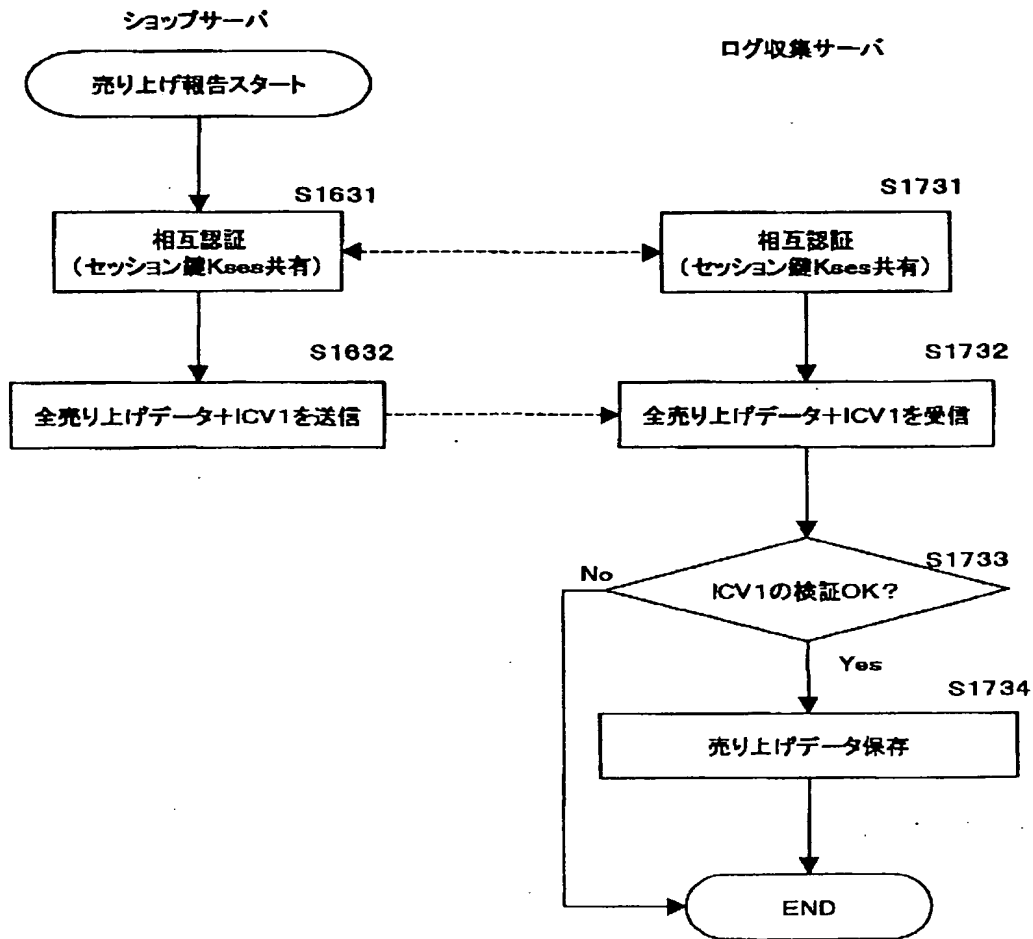 ショップサーバ
ログ収集サーバ
売り上げ報告スタート
S1631
相互認証
(セッション鍵Kses共有)
S1731
相互認証
(セッション鍵Kses共有)
S1632
全売り上げデータ+ICV1を送信
S1732
全売り上げデータ+ICV1を受信
S1733
No
ICV1の検証OK?
Yes
S1734
売り上げデータ保存
END